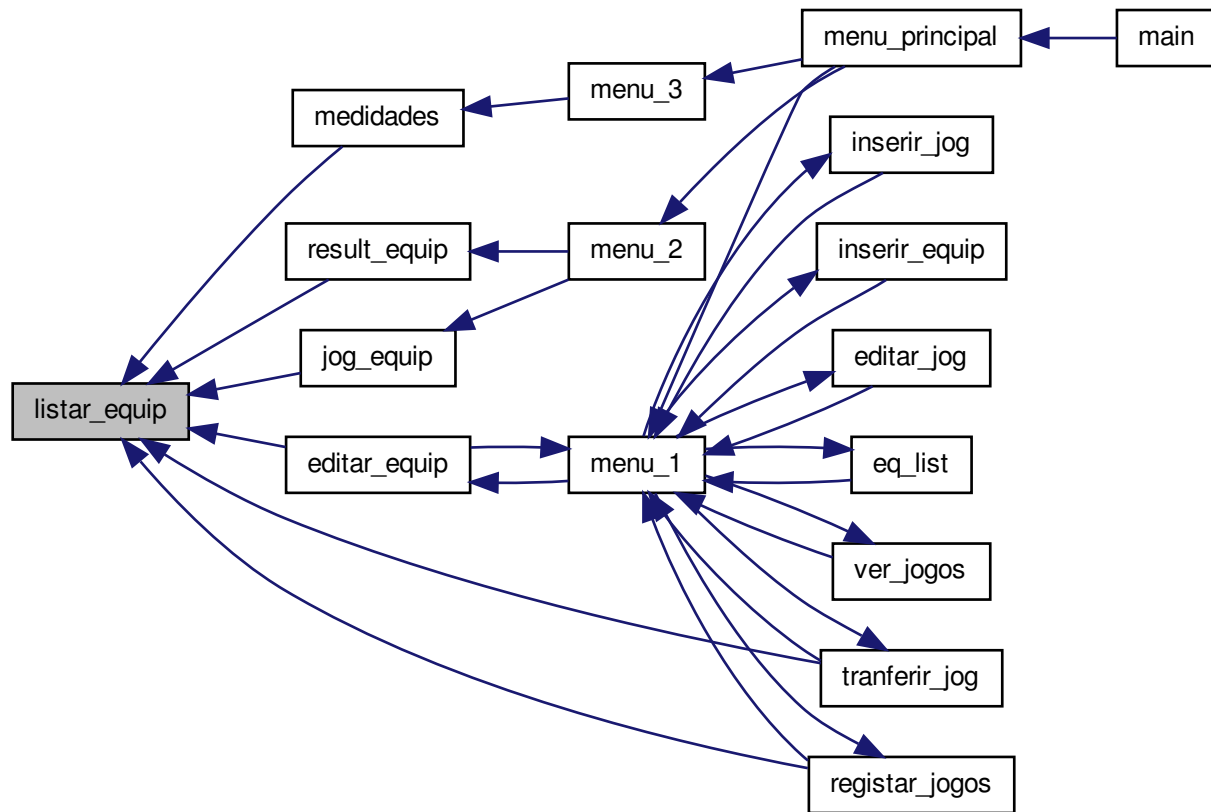 menu_principal
main
menu_3
medidades
inserir_jog
result_equip
menu_2
inserir_equip
jog_equip
editar_jog
listar_equip
editar_equip
menu_1
eq_list
ver_jogos
tranferir_jog
registar_jogos